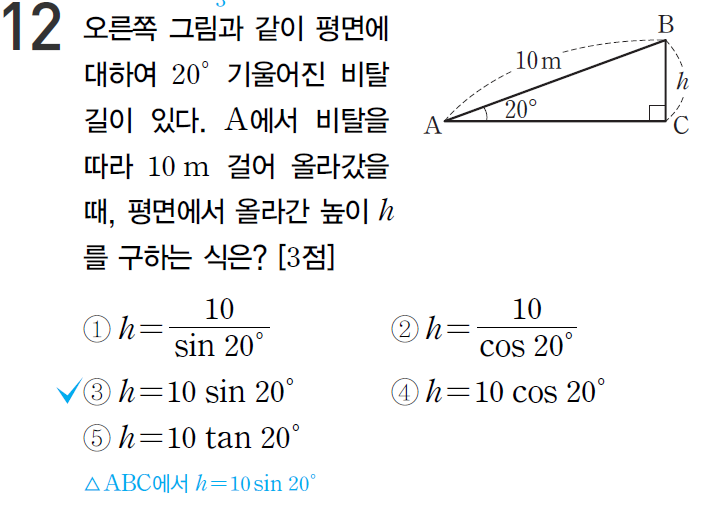 12 오른쪽 그림과 같이 평면에
대하여 20° 기울어진 비탈
길이 있다. A에서 비탈을
따라 10 m 걸어 올라갔을
때, 평면에서 올라간 높이 h
를 구하는 식은? [3점]
B
10 m
h
A
20°
C
① h=10/sin 20° ② h=10/cos 20°
③ h=10 sin 20° ④ h=10 cos 20°
⑤ h=10 tan 20°
△ABC에서 h=10 sin 20°